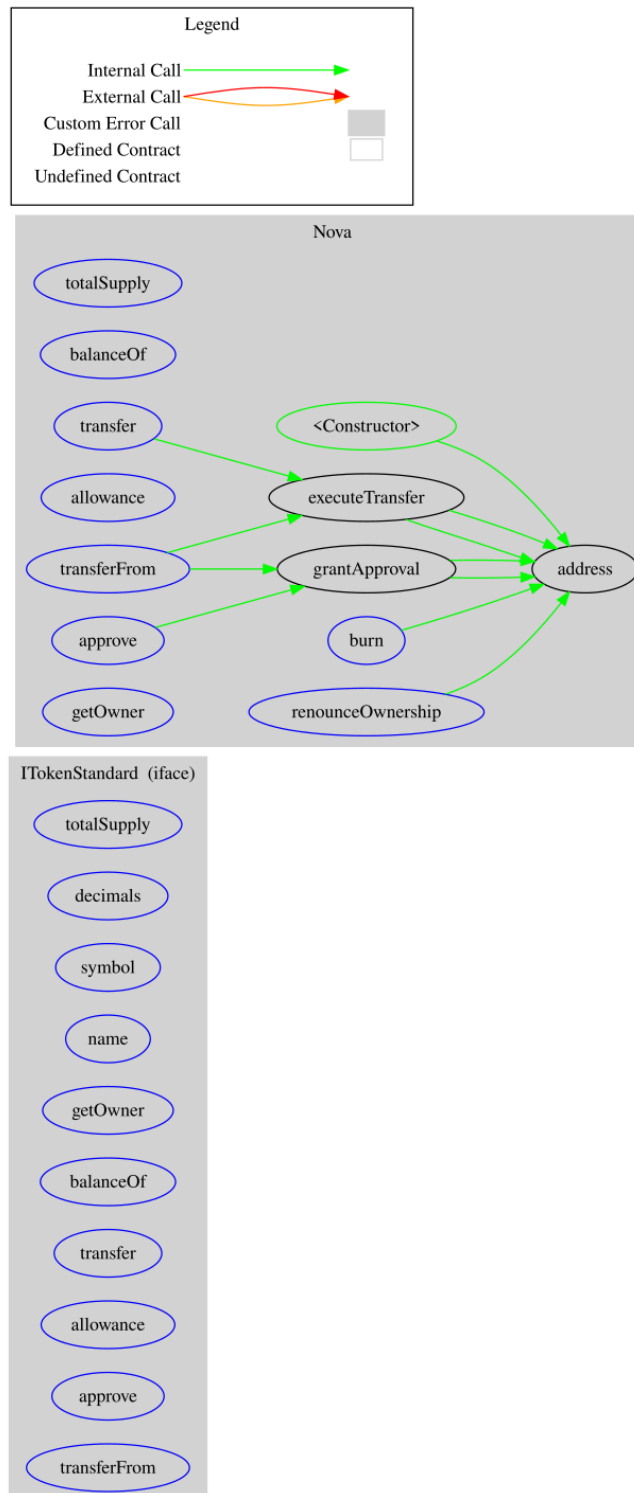 Legend
Internal Call
External Call
Custom Error Call
Defined Contract
Undefined Contract
Nova
totalSupply
balanceOf
transfer
<Constructor>
allowance
executeTransfer
transferFrom
grantApproval
address
approve
burn
getOwner
renounceOwnership
ITokenStandard (iface)
totalSupply
decimals
symbol
name
getOwner
balanceOf
transfer
allowance
approve
transferFrom